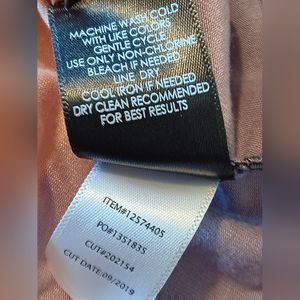 MACHINE WASH COLD
WITH LIKE COLORS
GENTLE CYCLE
USE ONLY NON-CHLORINE
BLEACH IF NEEDED
LINE DRY
COOL IRON IF NEEDED
DRY CLEAN RECOMMENDED
FOR BEST RESULTS
ITEM#12574405
PO#1351835
CUT#202154
CUT DATE:09/2019